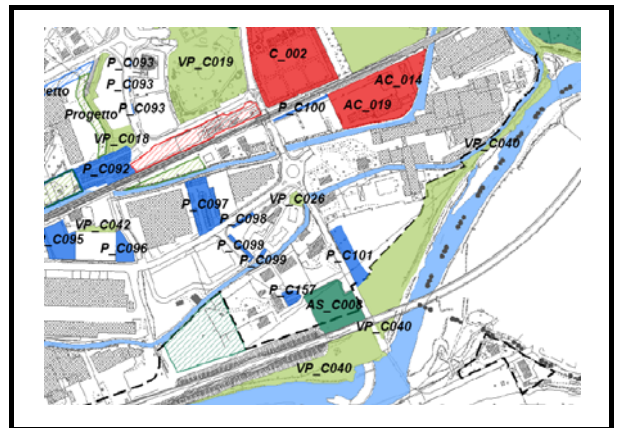 C_002
P_C093
VP_C019
AC_014
P_C093
etto
P_C093
P_C100
AC_019
Progetto
VP_C018
VP_C040
P_C092
VP_C026
P_C097
P_C098
VP_C042
C095
P_C096
P_C099
P_C101
P_C099
P_C157
AS_C008
VP_C040
VP_C040